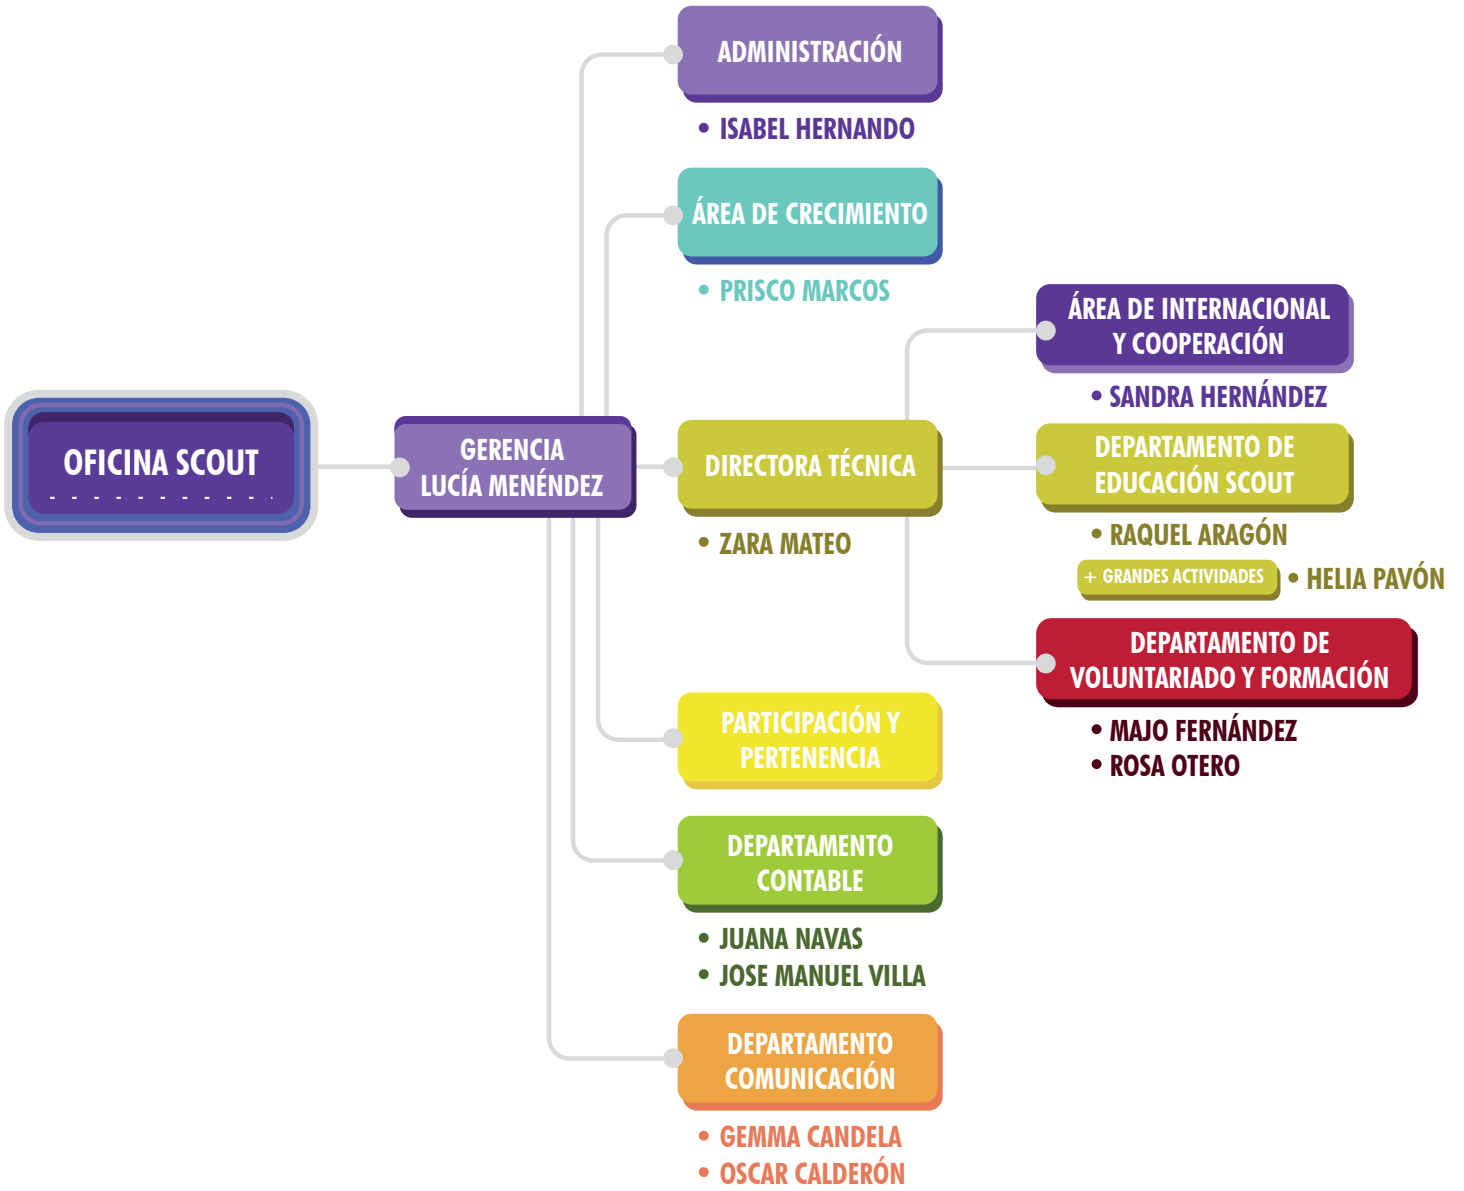 OFICINA SCOUT
GERENCIA
LUCÍA MENÉNDEZ
ADMINISTRACIÓN
• ISABEL HERNANDO
ÁREA DE CRECIMIENTO
• PRISCO MARCOS
DIRECTORA TÉCNICA
• ZARA MATEO
ÁREA DE INTERNACIONAL
Y COOPERACIÓN
• SANDRA HERNÁNDEZ
DEPARTAMENTO DE
EDUCACIÓN SCOUT
• RAQUEL ARAGÓN
+ GRANDES ACTIVIDADES • HELIA PAVÓN
DEPARTAMENTO DE
VOLUNTARIADO Y FORMACIÓN
• MAJO FERNÁNDEZ
• ROSA OTERO
PARTICIPACIÓN Y
PERTENENCIA
DEPARTAMENTO
CONTABLE
• JUANA NAVAS
• JOSE MANUEL VILLA
DEPARTAMENTO
COMUNICACIÓN
• GEMMA CANDELA
• OSCAR CALDERÓN